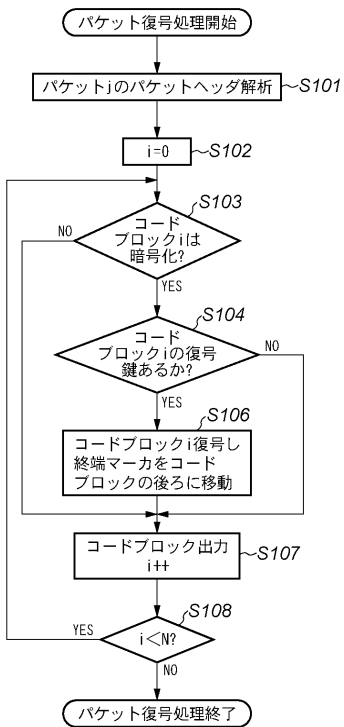 パケット復号処理開始
パケットjのパケットヘッダ解析
S101
i=0
S102
S103
コード
ブロックiは
暗号化?
NO
YES
S104
コード
ブロックiの復号
鍵あるか?
NO
YES
S106
コードブロックi復号し
終端マーカをコード
ブロックの後ろに移動
コードブロック出力
i++
S107
S108
i＜N?
YES
NO
パケット復号処理終了